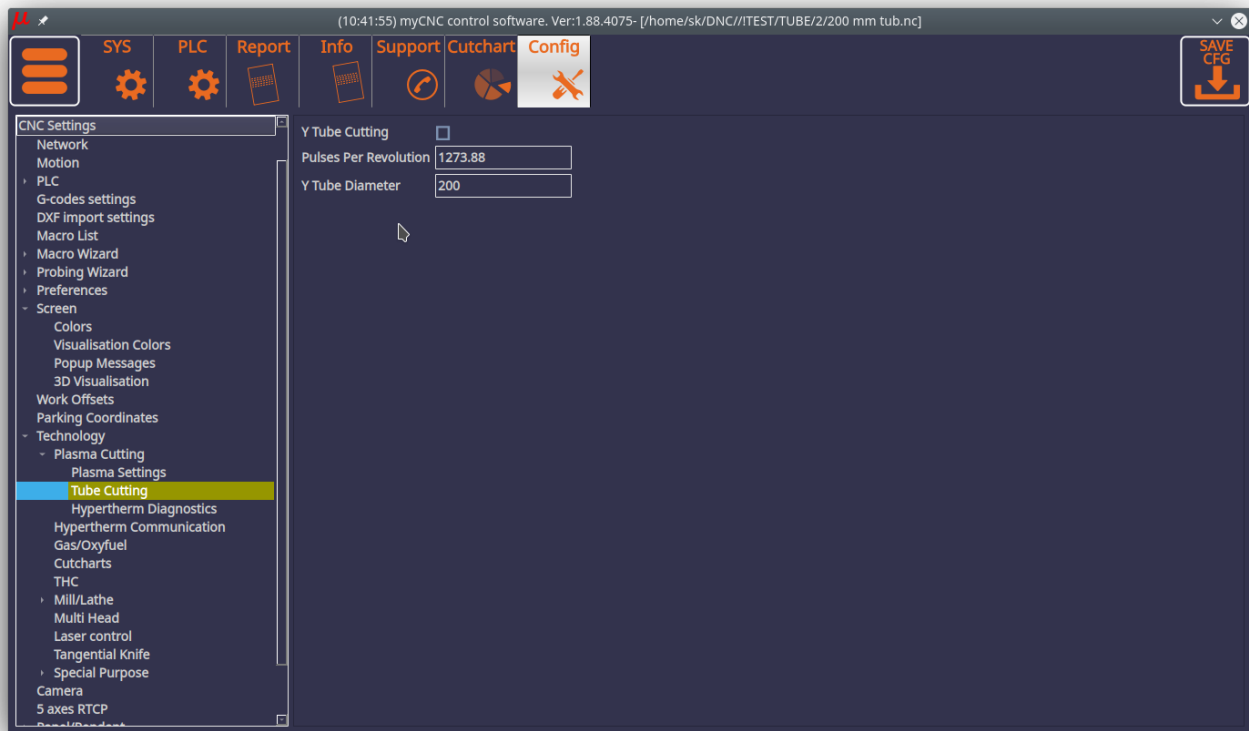 (10:41:55) myCNC control software. Ver:1.88.4075- [/home/sk/DNC//!TEST/TUBE/2/200 mm tub.nc]
SYS PLC Report Info Support Cutchart Config
SAVE
CFG
CNC Settings
Network
Motion
PLC
G-codes settings
DXF import settings
Macro List
Macro Wizard
Probing Wizard
Preferences
Screen
Colors
Visualisation Colors
Popup Messages
3D Visualisation
Work Offsets
Parking Coordinates
Technology
Plasma Cutting
Plasma Settings
Tube Cutting
Hypertherm Diagnostics
Hypertherm Communication
Gas/Oxyfuel
Cutcharts
THC
Mill/Lathe
Multi Head
Laser control
Tangential Knife
Special Purpose
Camera
5 axes RTCP
Panel/Pendant
Y Tube Cutting
Pulses Per Revolution 1273.88
Y Tube Diameter 200